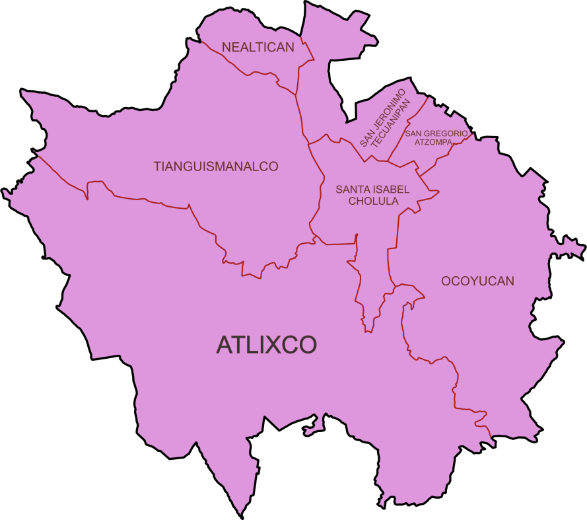 NEALTICAN
SAN JERONIMO
TECUANIPAN
SAN GREGORIO
ATZOMPA
TIANGUISMANALCO
SANTA ISABEL
CHOLULA
OCOYUCAN
ATLIXCO